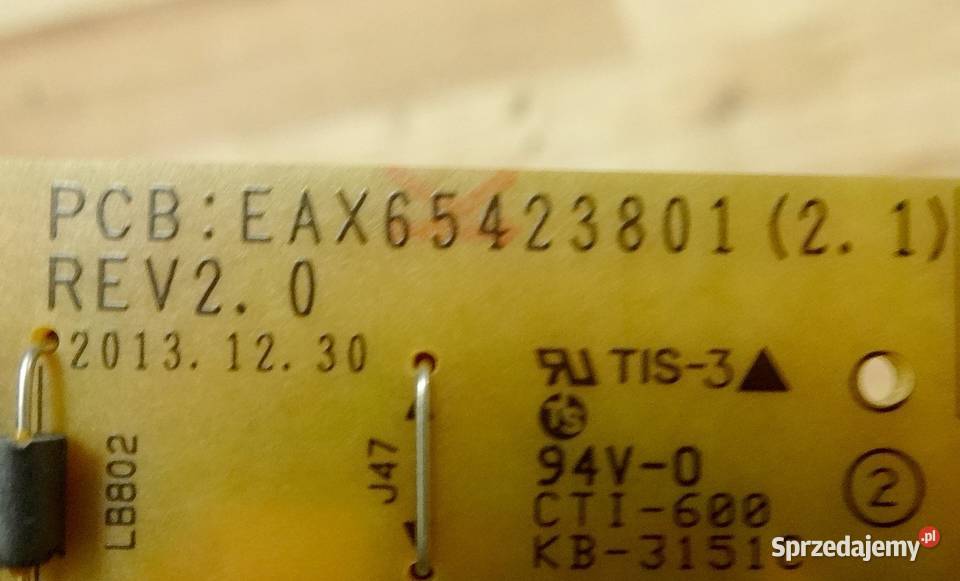 PCB:EAX65423801(2.1)
REV2.0
2013.12.30
TIS-3
94V-0
CTI-600
2
LB802
J47
Sprzedajemy.pl